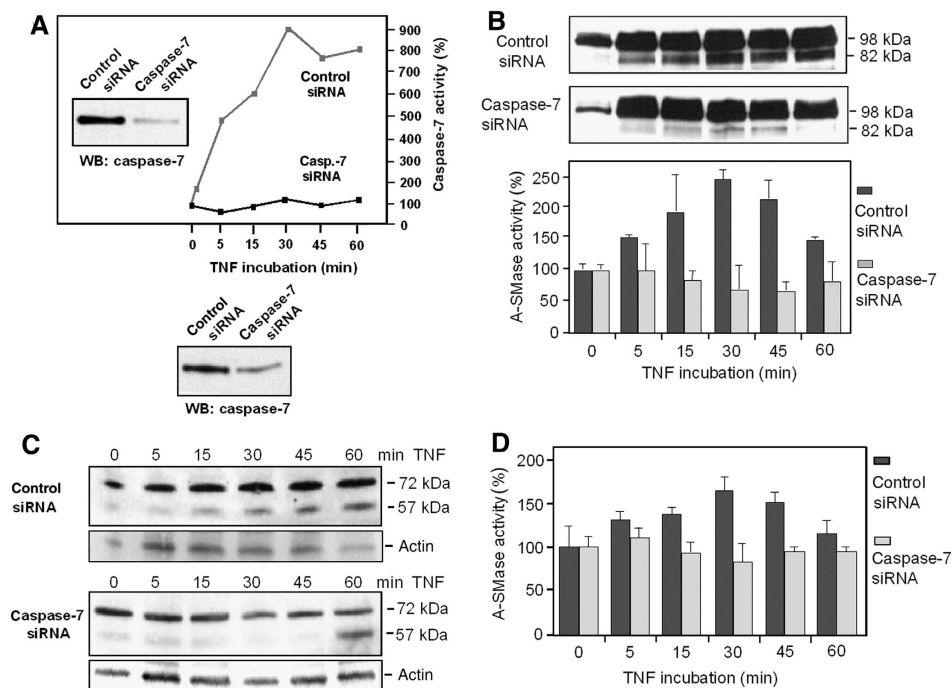 A
Control
siRNA
Caspase-7
siRNA
WB: caspase-7
900
800
700
600
500
400
300
200
100
0
Caspase-7 activity (%)
Control
siRNA
Casp.-7
siRNA
0 5 15 30 45 60
TNF incubation (min)
Control
siRNA
Caspase-7
siRNA
WB: caspase-7
B
Control
siRNA
98 kDa
82 kDa
Caspase-7
siRNA
98 kDa
82 kDa
A-SMase activity (%)
250
200
150
100
50
0
0 5 15 30 45 60
TNF incubation (min)
Control
siRNA
Caspase-7
siRNA
C
0 5 15 30 45 60 min TNF
Control
siRNA
72 kDa
57 kDa
Actin
0 5 15 30 45 60 min TNF
Caspase-7
siRNA
72 kDa
57 kDa
Actin
D
A-SMase activity (%)
200
150
100
50
0
0 5 15 30 45 60
TNF incubation (min)
Control
siRNA
Caspase-7
siRNA